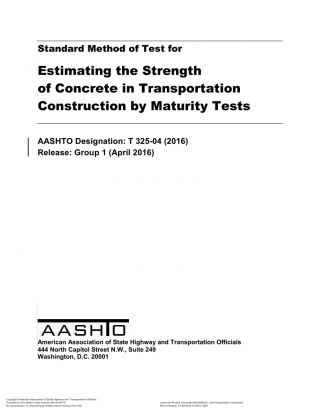 Standard Method of Test for
Estimating the Strength
of Concrete in Transportation
Construction by Maturity Tests
AASHTO Designation: T 325-04 (2016)
Release: Group 1 (April 2016)
AASHTO
American Association of State Highway and Transportation Officials
444 North Capitol Street N.W., Suite 249
Washington, D.C. 20001